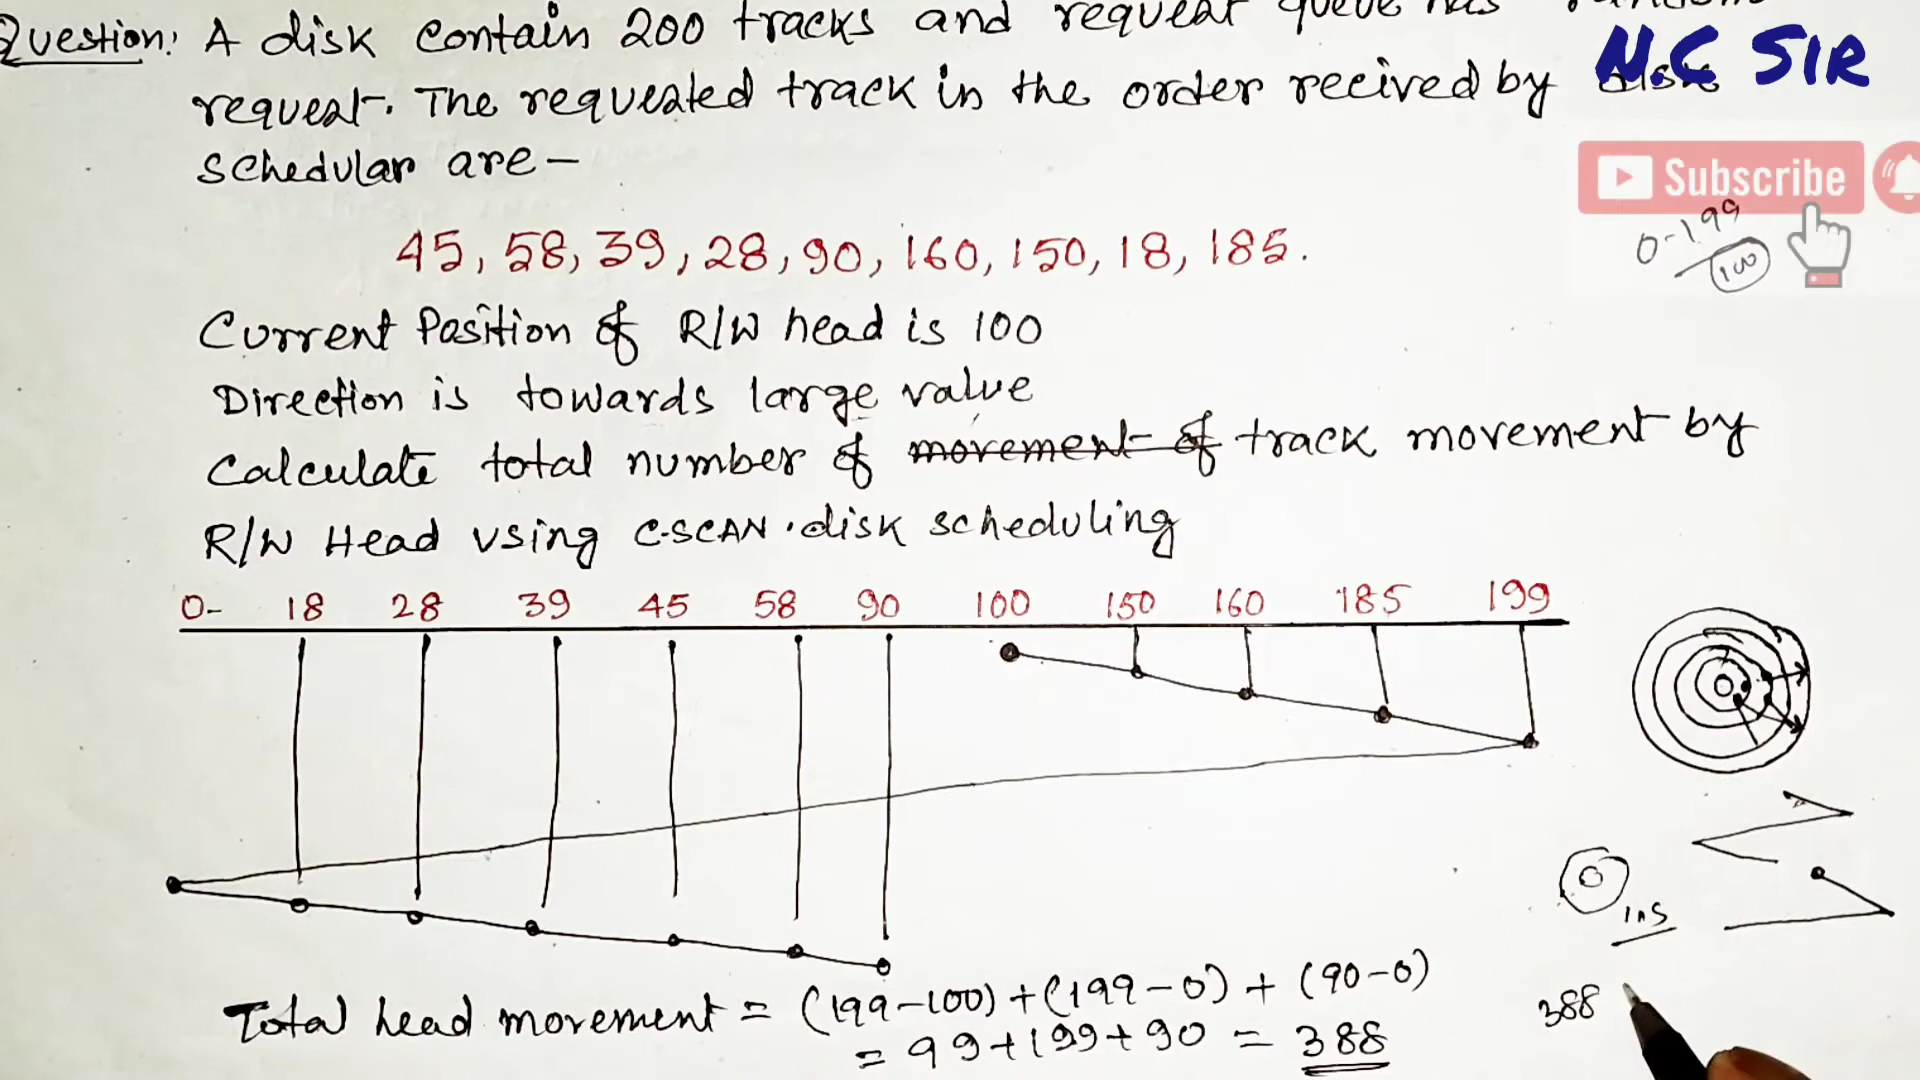 Question: A disk contain 200 tracks and request queue has random
request. The requested track in the order recived by disk
schedular are -
N.C SIR
Subscribe
0-199
100
45, 58, 39, 28, 90, 160, 150, 18, 185.
Current Position of R/W head is 100
Direction is towards large value
Calculate total number of movement of track movement by
R/W Head using C-SCAN disk scheduling
0- 18 28 39 45 58 90 100 150 160 185 199
1ns
Total head movement = (199-100)+(199-0)+(90-0)
= 99+199+90 = 388
388